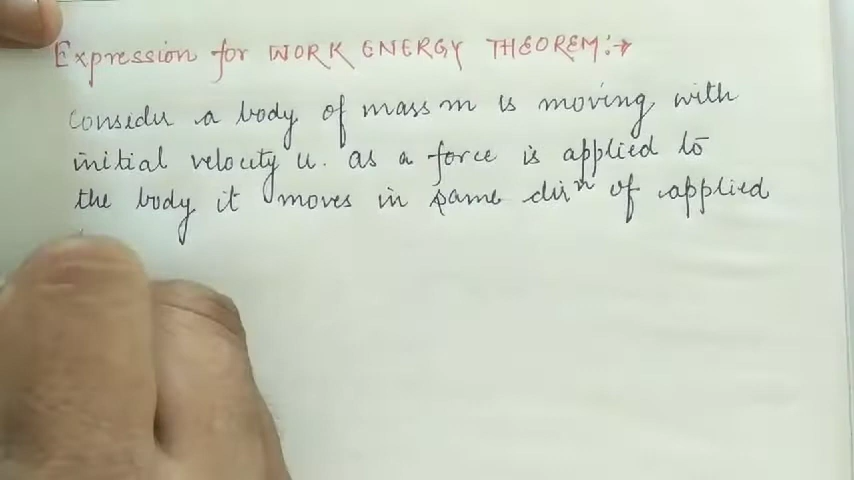 Expression for WORK ENERGY THEOREM:→
consider a body of mass m is moving with
initial velocity u. as a force is applied to
the body it moves in same dirⁿ of applied